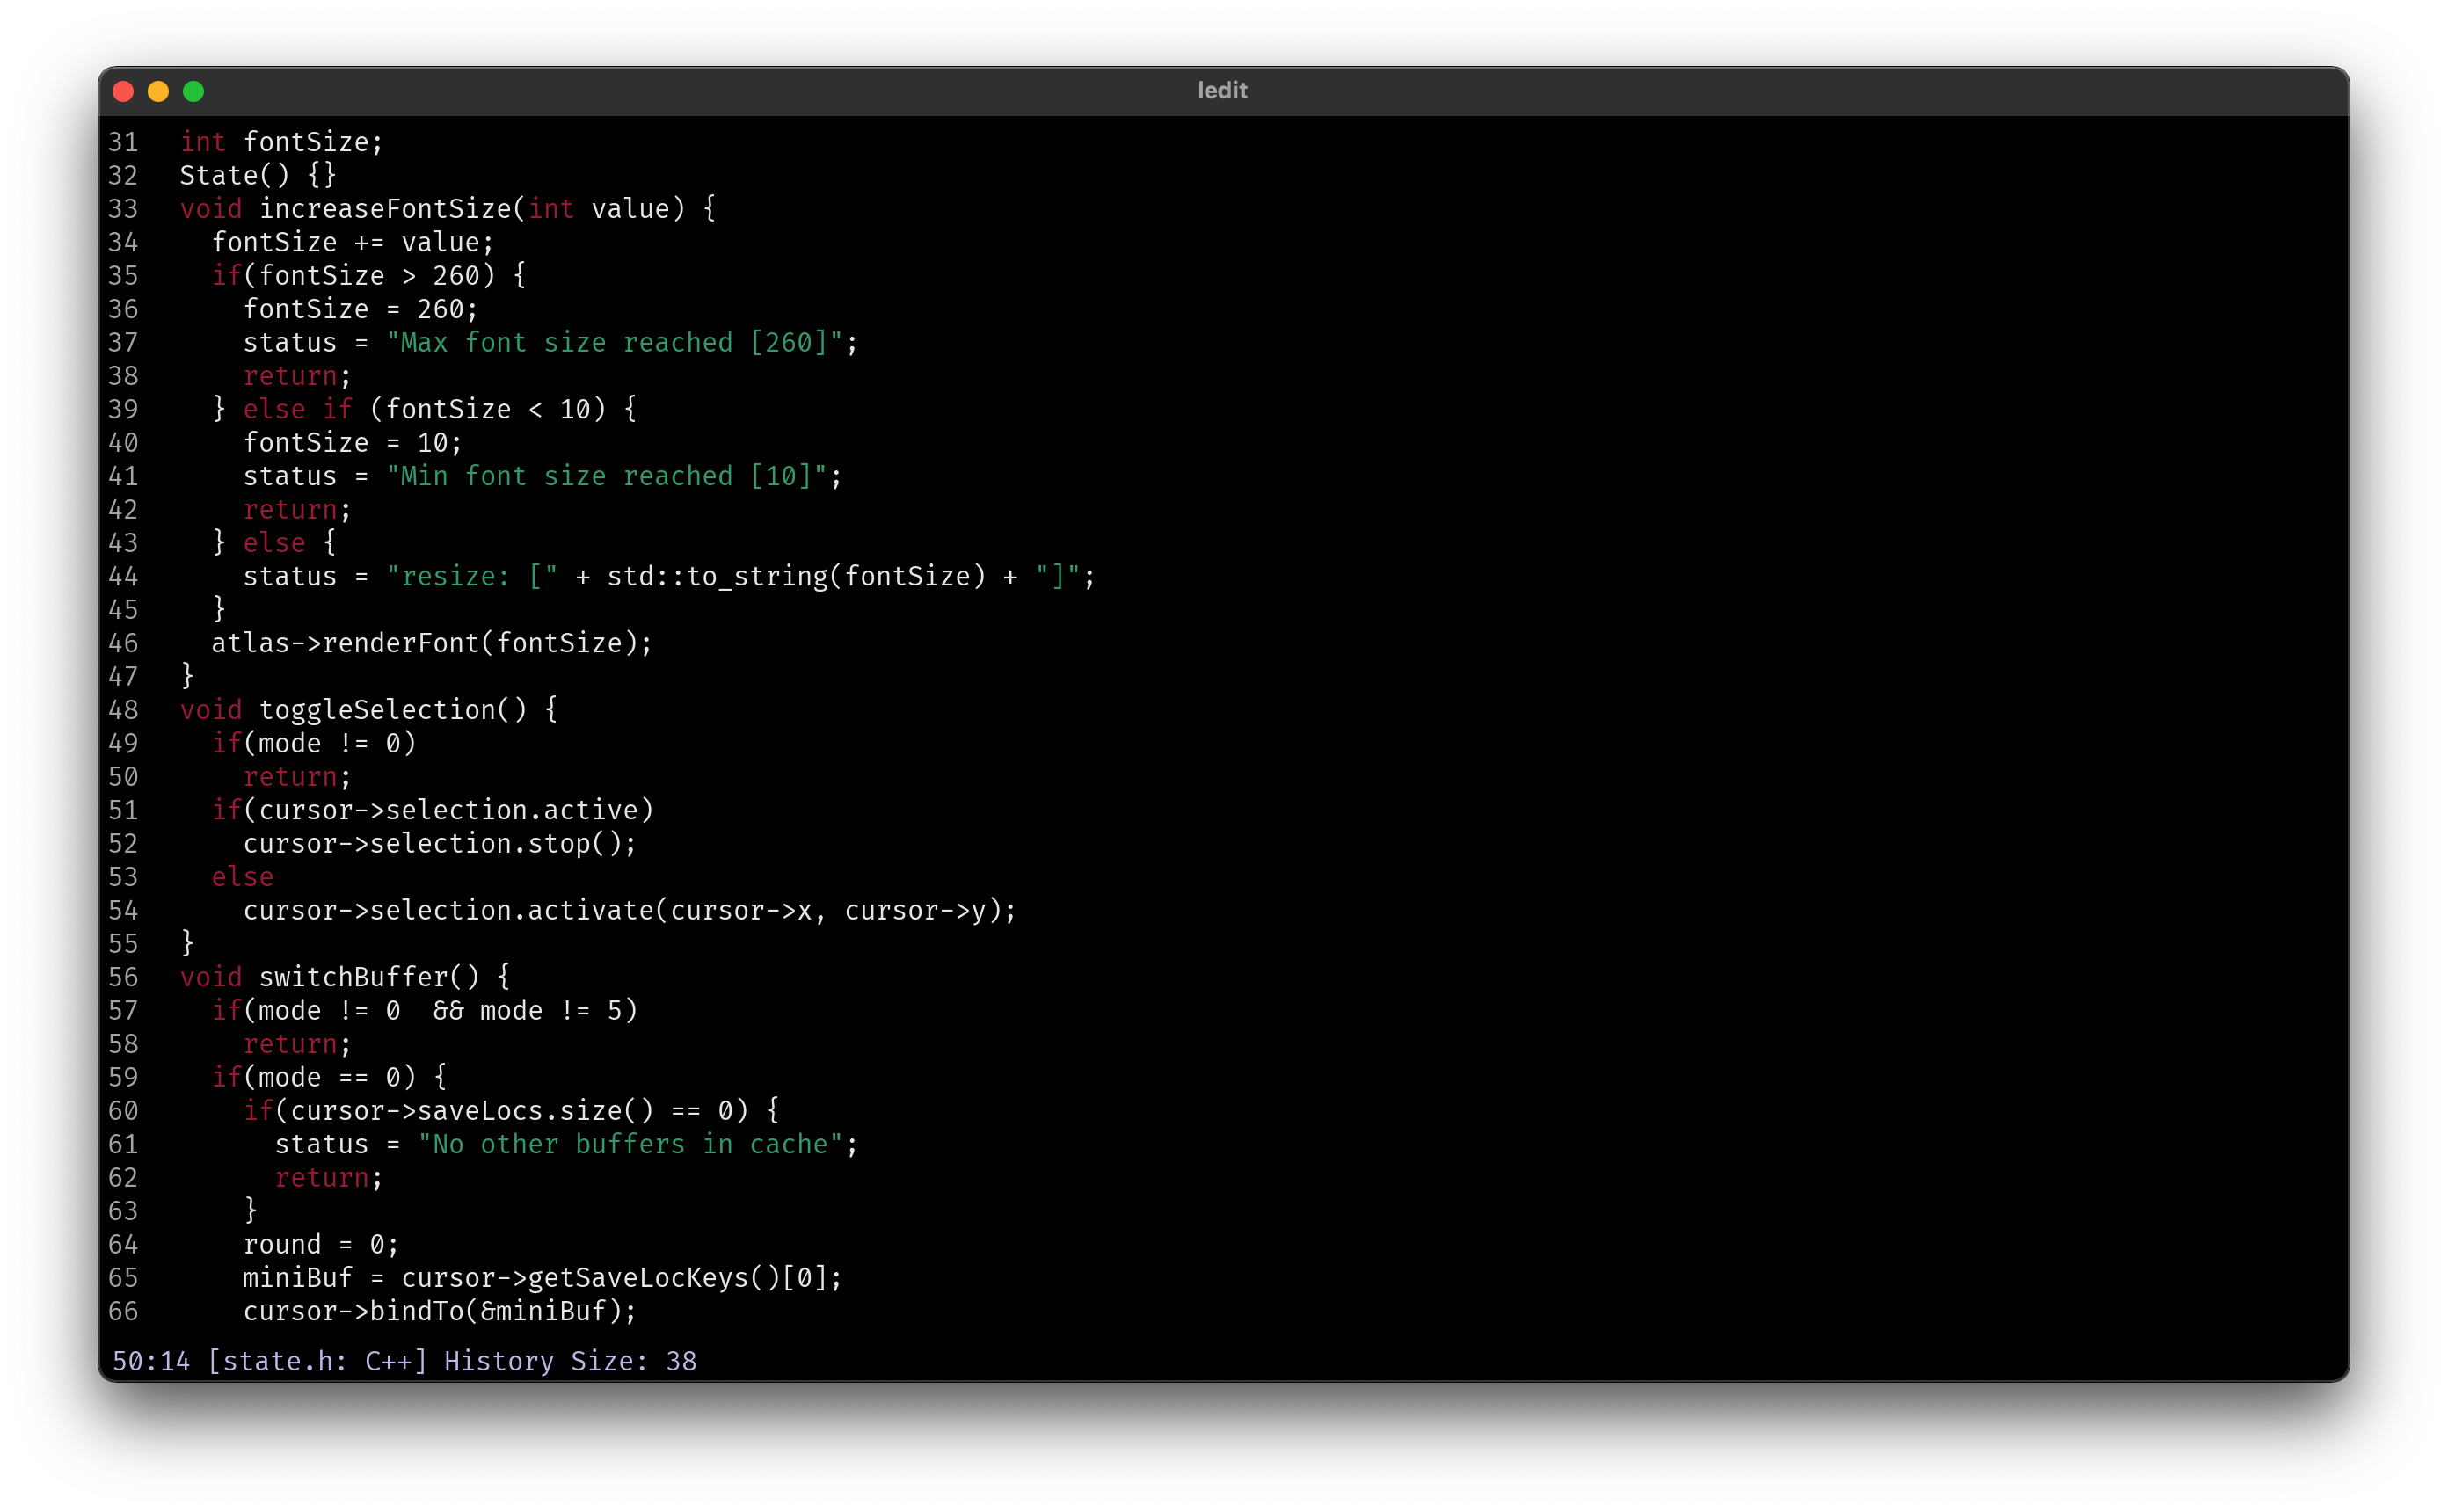 ledit
31   int fontSize;
32   State() {}
33   void increaseFontSize(int value) {
34     fontSize += value;
35     if(fontSize > 260) {
36       fontSize = 260;
37       status = "Max font size reached [260]";
38       return;
39     } else if (fontSize < 10) {
40       fontSize = 10;
41       status = "Min font size reached [10]";
42       return;
43     } else {
44       status = "resize: [" + std::to_string(fontSize) + "]";
45     }
46     atlas->renderFont(fontSize);
47   }
48   void toggleSelection() {
49     if(mode != 0)
50       return;
51     if(cursor->selection.active)
52       cursor->selection.stop();
53     else
54       cursor->selection.activate(cursor->x, cursor->y);
55   }
56   void switchBuffer() {
57     if(mode != 0  && mode != 5)
58       return;
59     if(mode == 0) {
60       if(cursor->saveLocs.size() == 0) {
61         status = "No other buffers in cache";
62         return;
63       }
64       round = 0;
65       miniBuf = cursor->getSaveLocKeys()[0];
66       cursor->bindTo(&miniBuf);
50:14 [state.h: C++] History Size: 38